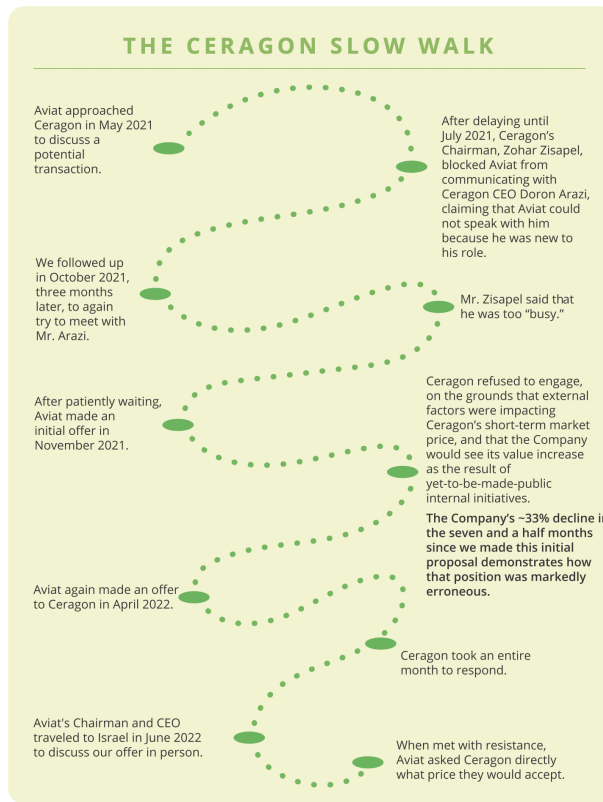 THE CERAGON SLOW WALK
Aviat approached
Ceragon in May 2021
to discuss a
potential
transaction.
After delaying until
July 2021, Ceragon’s
Chairman, Zohar Zisapel,
blocked Aviat from
communicating with
Ceragon CEO Doron Arazi,
claiming that Aviat could
not speak with him
because he was new to
his role.
We followed up
in October 2021,
three months
later, to again
try to meet with
Mr. Arazi.
Mr. Zisapel said that
he was too “busy.”
After patiently waiting,
Aviat made an
initial offer in
November 2021.
Ceragon refused to engage,
on the grounds that external
factors were impacting
Ceragon’s short-term market
price, and that the Company
would see its value increase
as the result of
yet-to-be-made-public
internal initiatives.
The Company’s ~33% decline in
the seven and a half months
since we made this initial
proposal demonstrates how
that position was markedly
erroneous.
Aviat again made an offer
to Ceragon in April 2022.
Ceragon took an entire
month to respond.
Aviat's Chairman and CEO
traveled to Israel in June 2022
to discuss our offer in person.
When met with resistance,
Aviat asked Ceragon directly
what price they would accept.